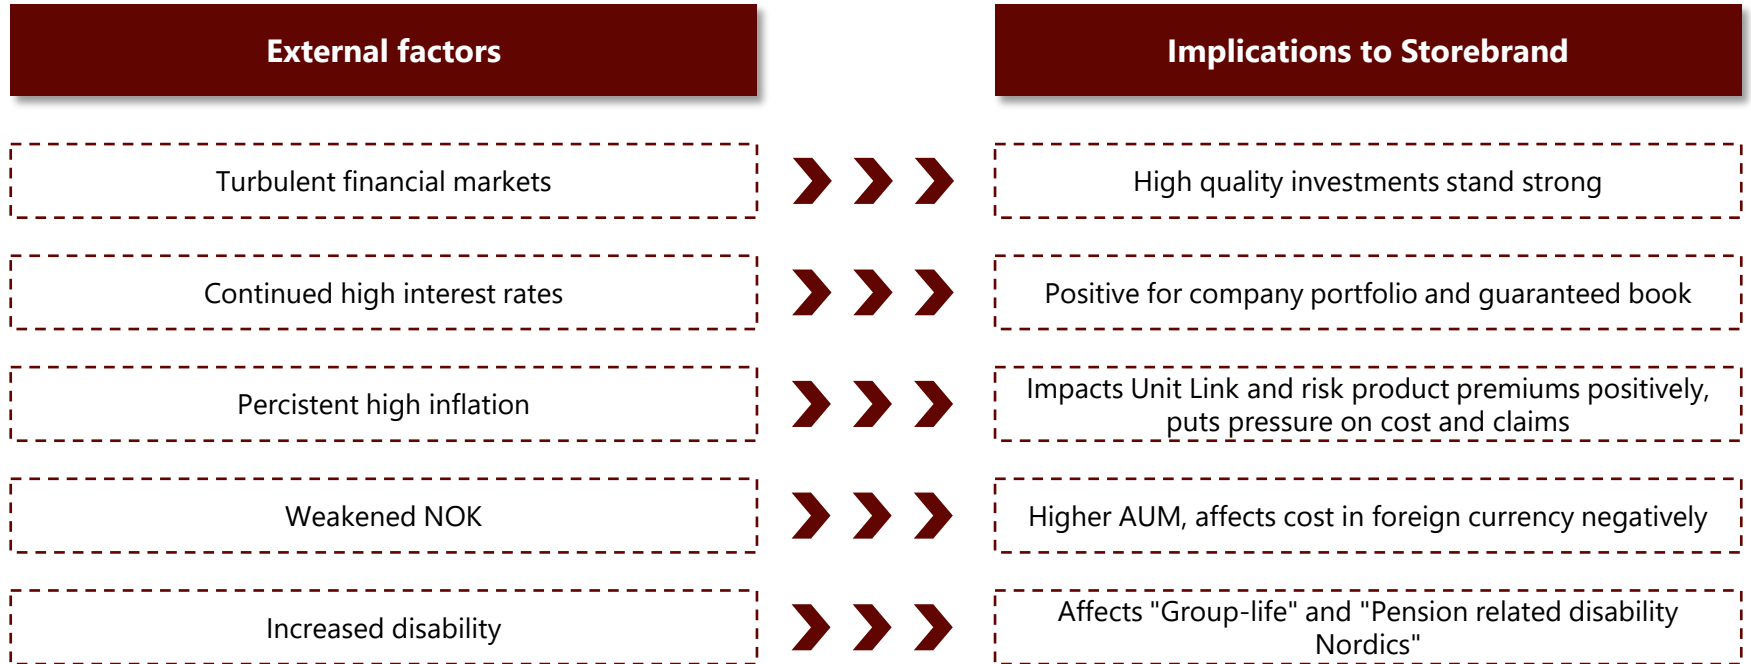 External factors
Implications to Storebrand
Turbulent financial markets
High quality investments stand strong
Continued high interest rates
Positive for company portfolio and guaranteed book
Percistent high inflation
Impacts Unit Link and risk product premiums positively,
puts pressure on cost and claims
Weakened NOK
Higher AUM, affects cost in foreign currency negatively
Increased disability
Affects "Group-life" and "Pension related disability
Nordics"